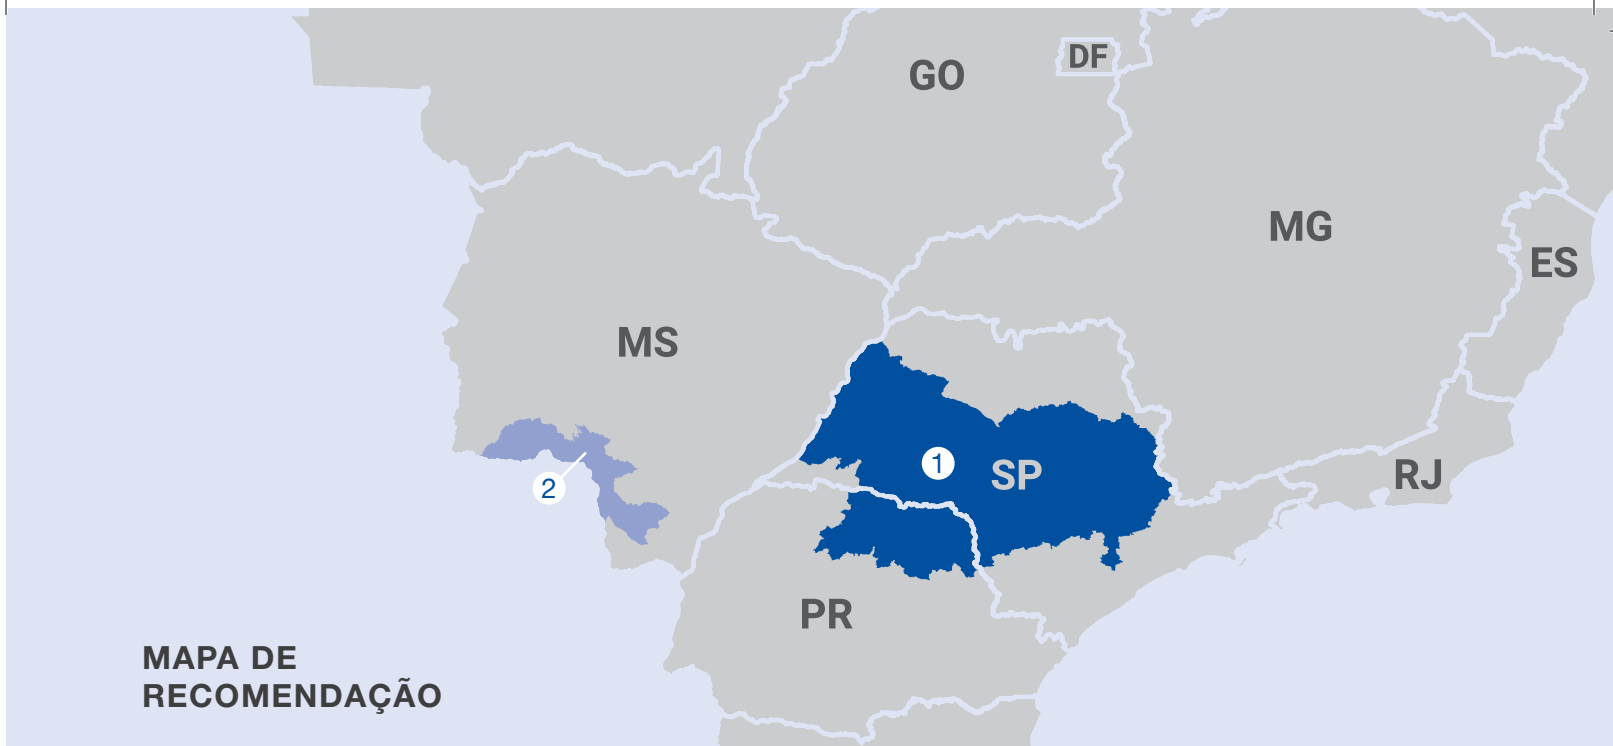 GO
DF
MG
ES
MS
1
SP
RJ
2
PR
MAPA DE
RECOMENDAÇÃO